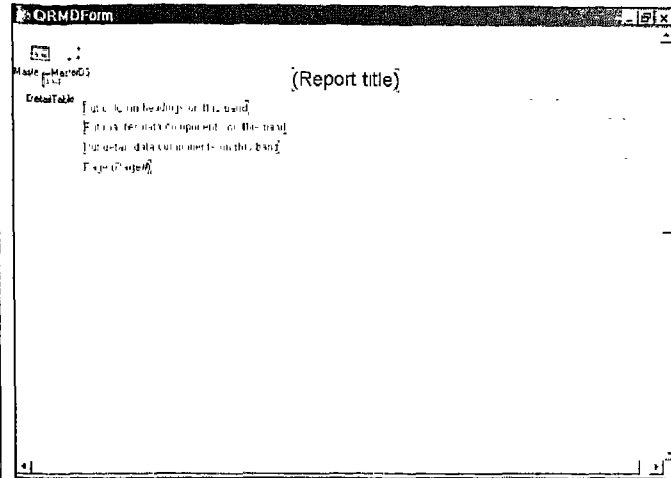 QRMDForm
MasterDS
(Report title)
DetailTable
Put column headings on this band
Put master data components on this band
Put detail data components on this band
Page (Page#)